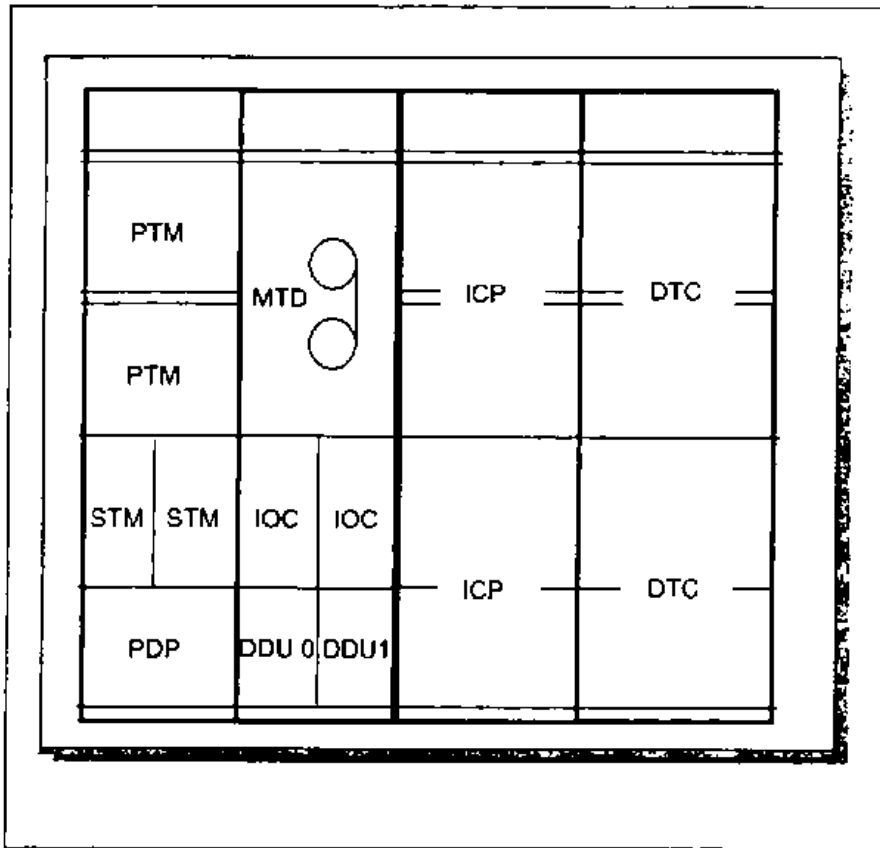 PTM
MTD
ICP
DTC
PTM
STM
STM
IOC
IOC
ICP
DTC
PDP
DDU 0
DDU1